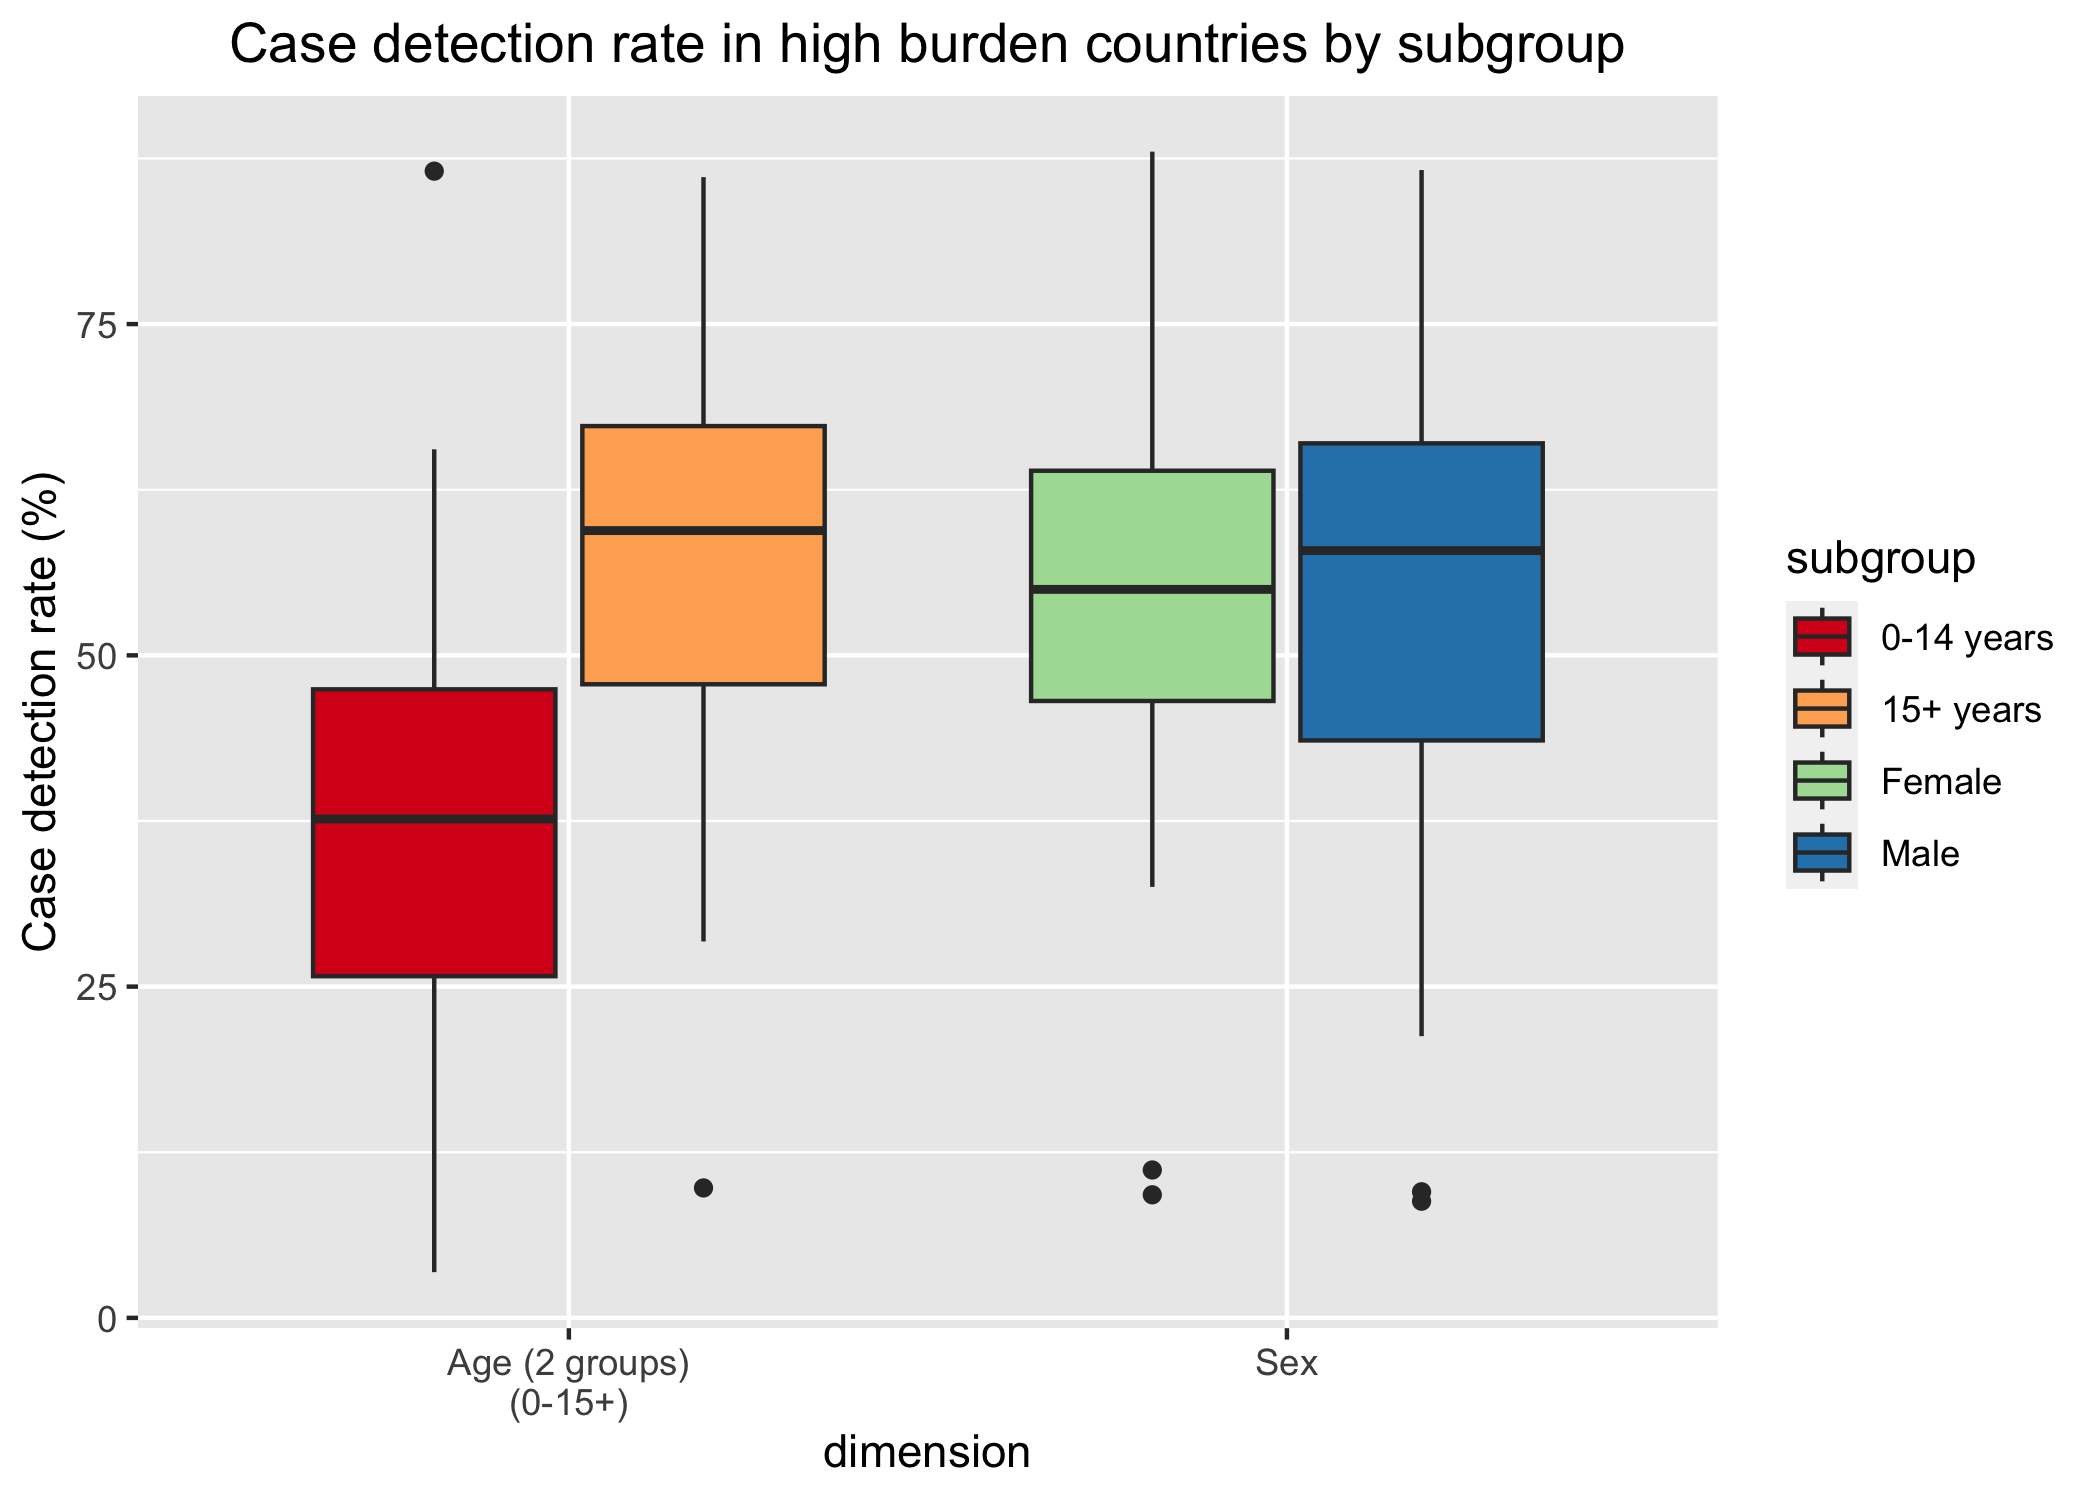 Case detection rate in high burden countries by subgroup
Case detection rate (%)
75
50
25
0
Age (2 groups)
(0-15+)
Sex
dimension
subgroup
0-14 years
15+ years
Female
Male